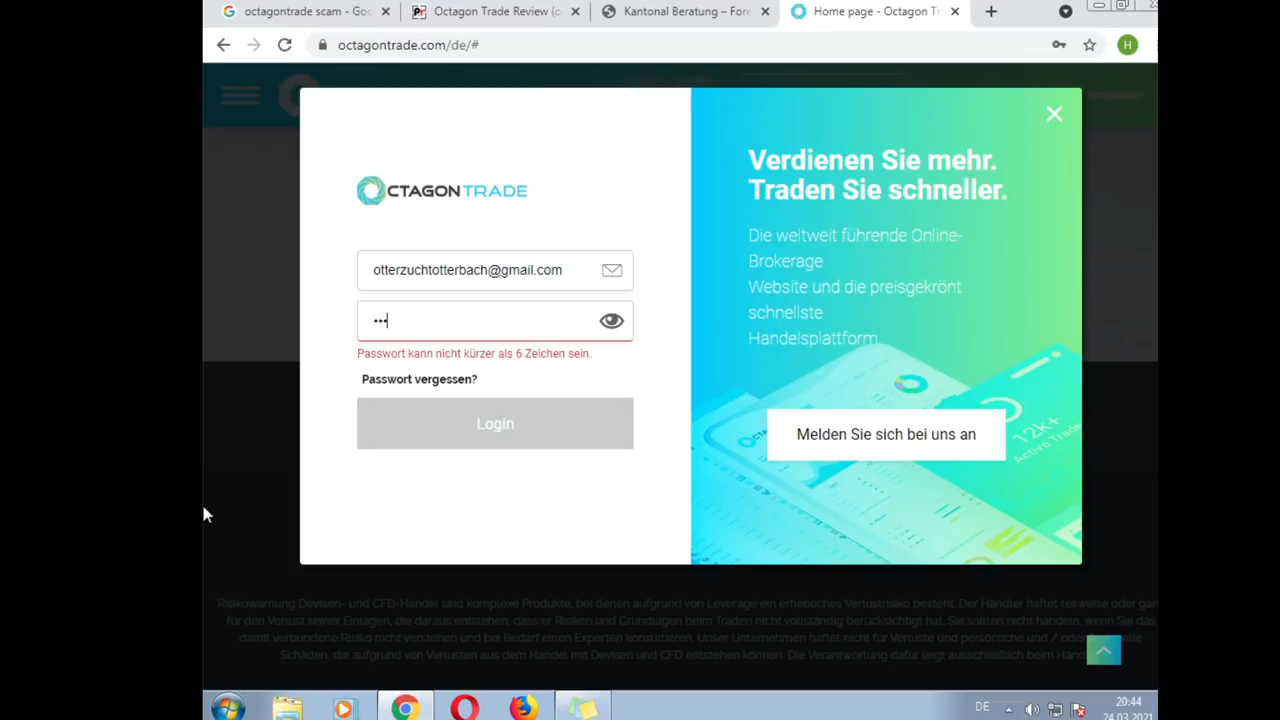 octagontrade scam - Goo
Octagon Trade Review (o
Kantonal Beratung – Fore
Home page - Octagon Tr
octagontrade.com/de/#
H
CTAGON TRADE
otterzuchtotterbach@gmail.com
•••
Passwort kann nicht kürzer als 6 Zeichen sein.
Passwort vergessen?
Login
Verdienen Sie mehr.
Traden Sie schneller.
Die weltweit führende Online-
Brokerage
Website und die preisgekrönt
schnellste
Handelsplattform
12K+
Active Trade
Melden Sie sich bei uns an
Risikowarnung Devisen- und CFD-Handel sind komplexe Produkte, bei denen aufgrund von Leverage ein erhebliches Verlustrisiko besteht. Der Händler haftet teilweise oder gan
für den Verlust seiner Einlagen, die daraus entstehen, dass er Risiken und Grundlagen beim Traden nicht vollständig berücksichtigt hat. Sie sollten nicht handeln, wenn Sie das
damit verbundene Risiko nicht verstehen und bei Bedarf einen Experten konsultieren. Unser Unternehmen haftet nicht für Verluste und persönliche und / oder
Schäden, die aufgrund von Verlusten aus dem Handel mit Devisen und CFD entstehen können. Die Verantwortung dafür liegt ausschließlich beim Händ
DE
20:44
24.03.2021